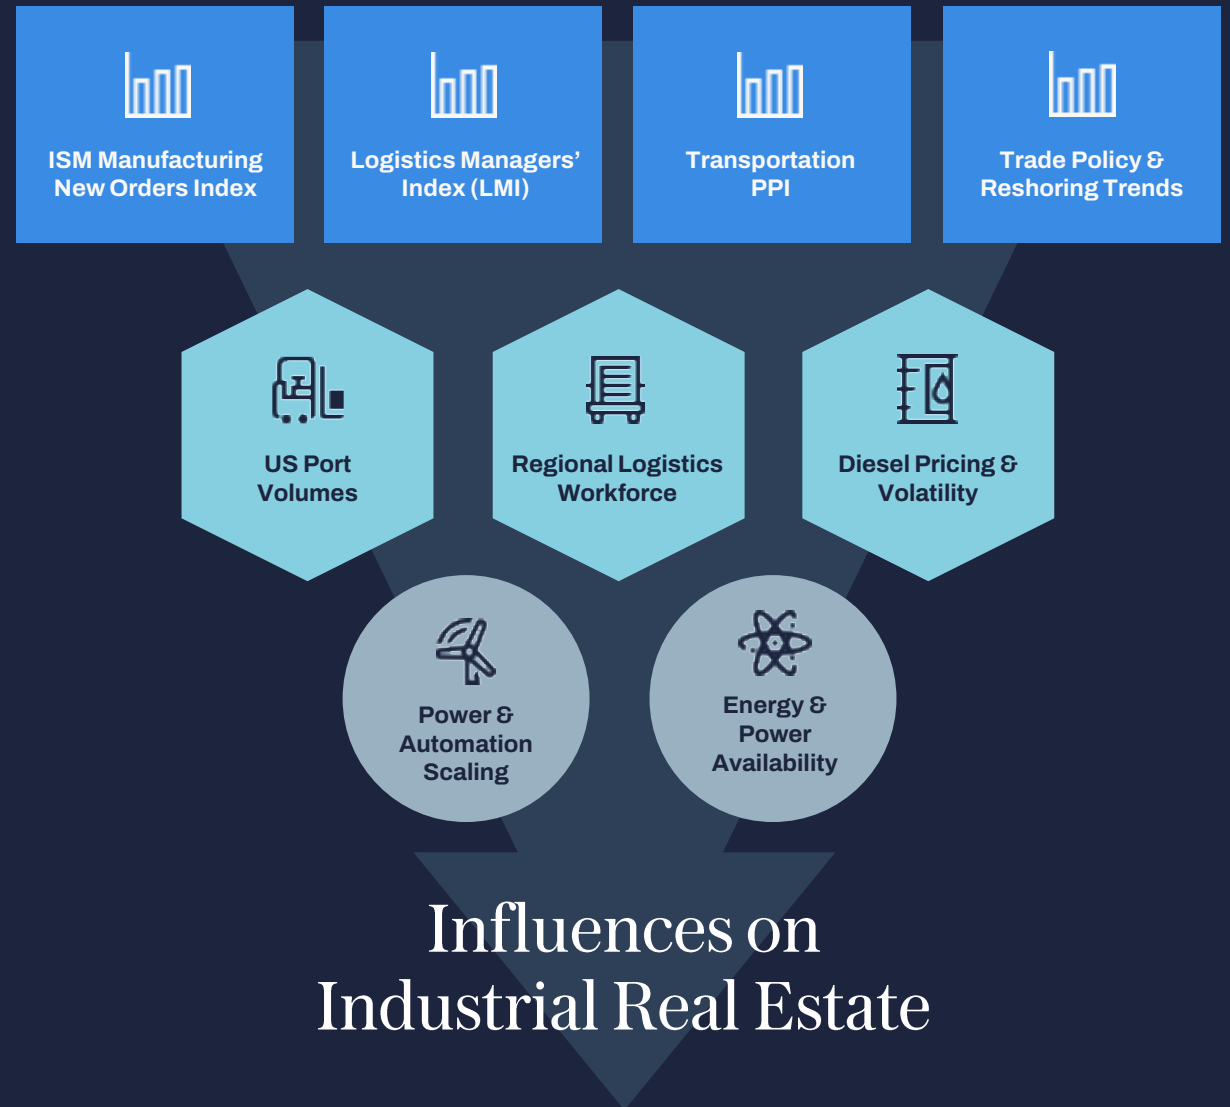 ISM Manufacturing
New Orders Index
Logistics Managers’
Index (LMI)
Transportation
PPI
Trade Policy &
Reshoring Trends
US Port
Volumes
Regional Logistics
Workforce
Diesel Pricing &
Volatility
Power &
Automation
Scaling
Energy &
Power
Availability
Influences on
Industrial Real Estate